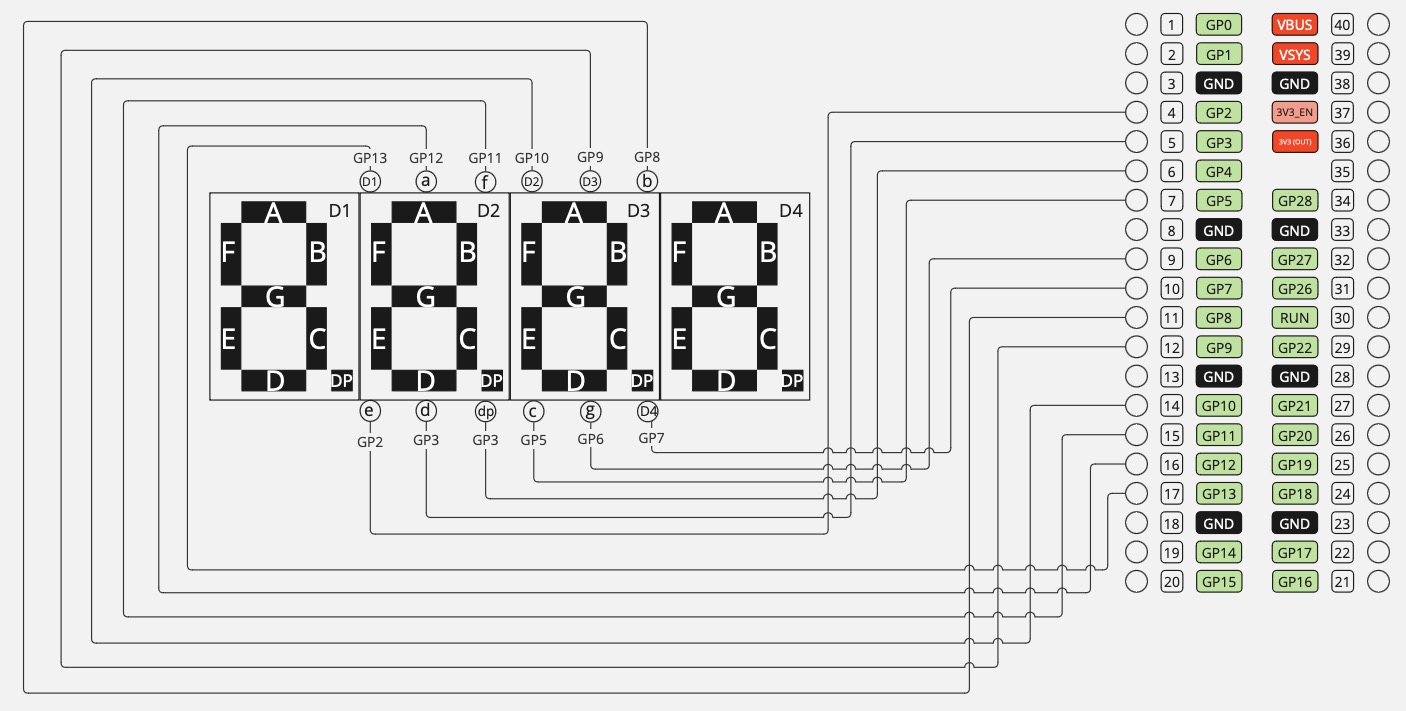 1 GP0 VBUS 40
2 GP1 VSYS 39
3 GND GND 38
4 GP2 3V3_EN 37
5 GP3 3V3 (OUT) 36
6 GP4 35
7 GP5 GP28 34
8 GND GND 33
9 GP6 GP27 32
10 GP7 GP26 31
11 GP8 RUN 30
12 GP9 GP22 29
13 GND GND 28
14 GP10 GP21 27
15 GP11 GP20 26
16 GP12 GP19 25
17 GP13 GP18 24
18 GND GND 23
19 GP14 GP17 22
20 GP15 GP16 21
GP13 GP12 GP11 GP10 GP9 GP8
D1 a f D2 D3 b
A D1 A D2 A D3 A D4
F B F B F B F B
G G G G
E C E C E C E C
D DP D DP D DP D DP
e d dp c g D4
GP2 GP3 GP3 GP5 GP6 GP7